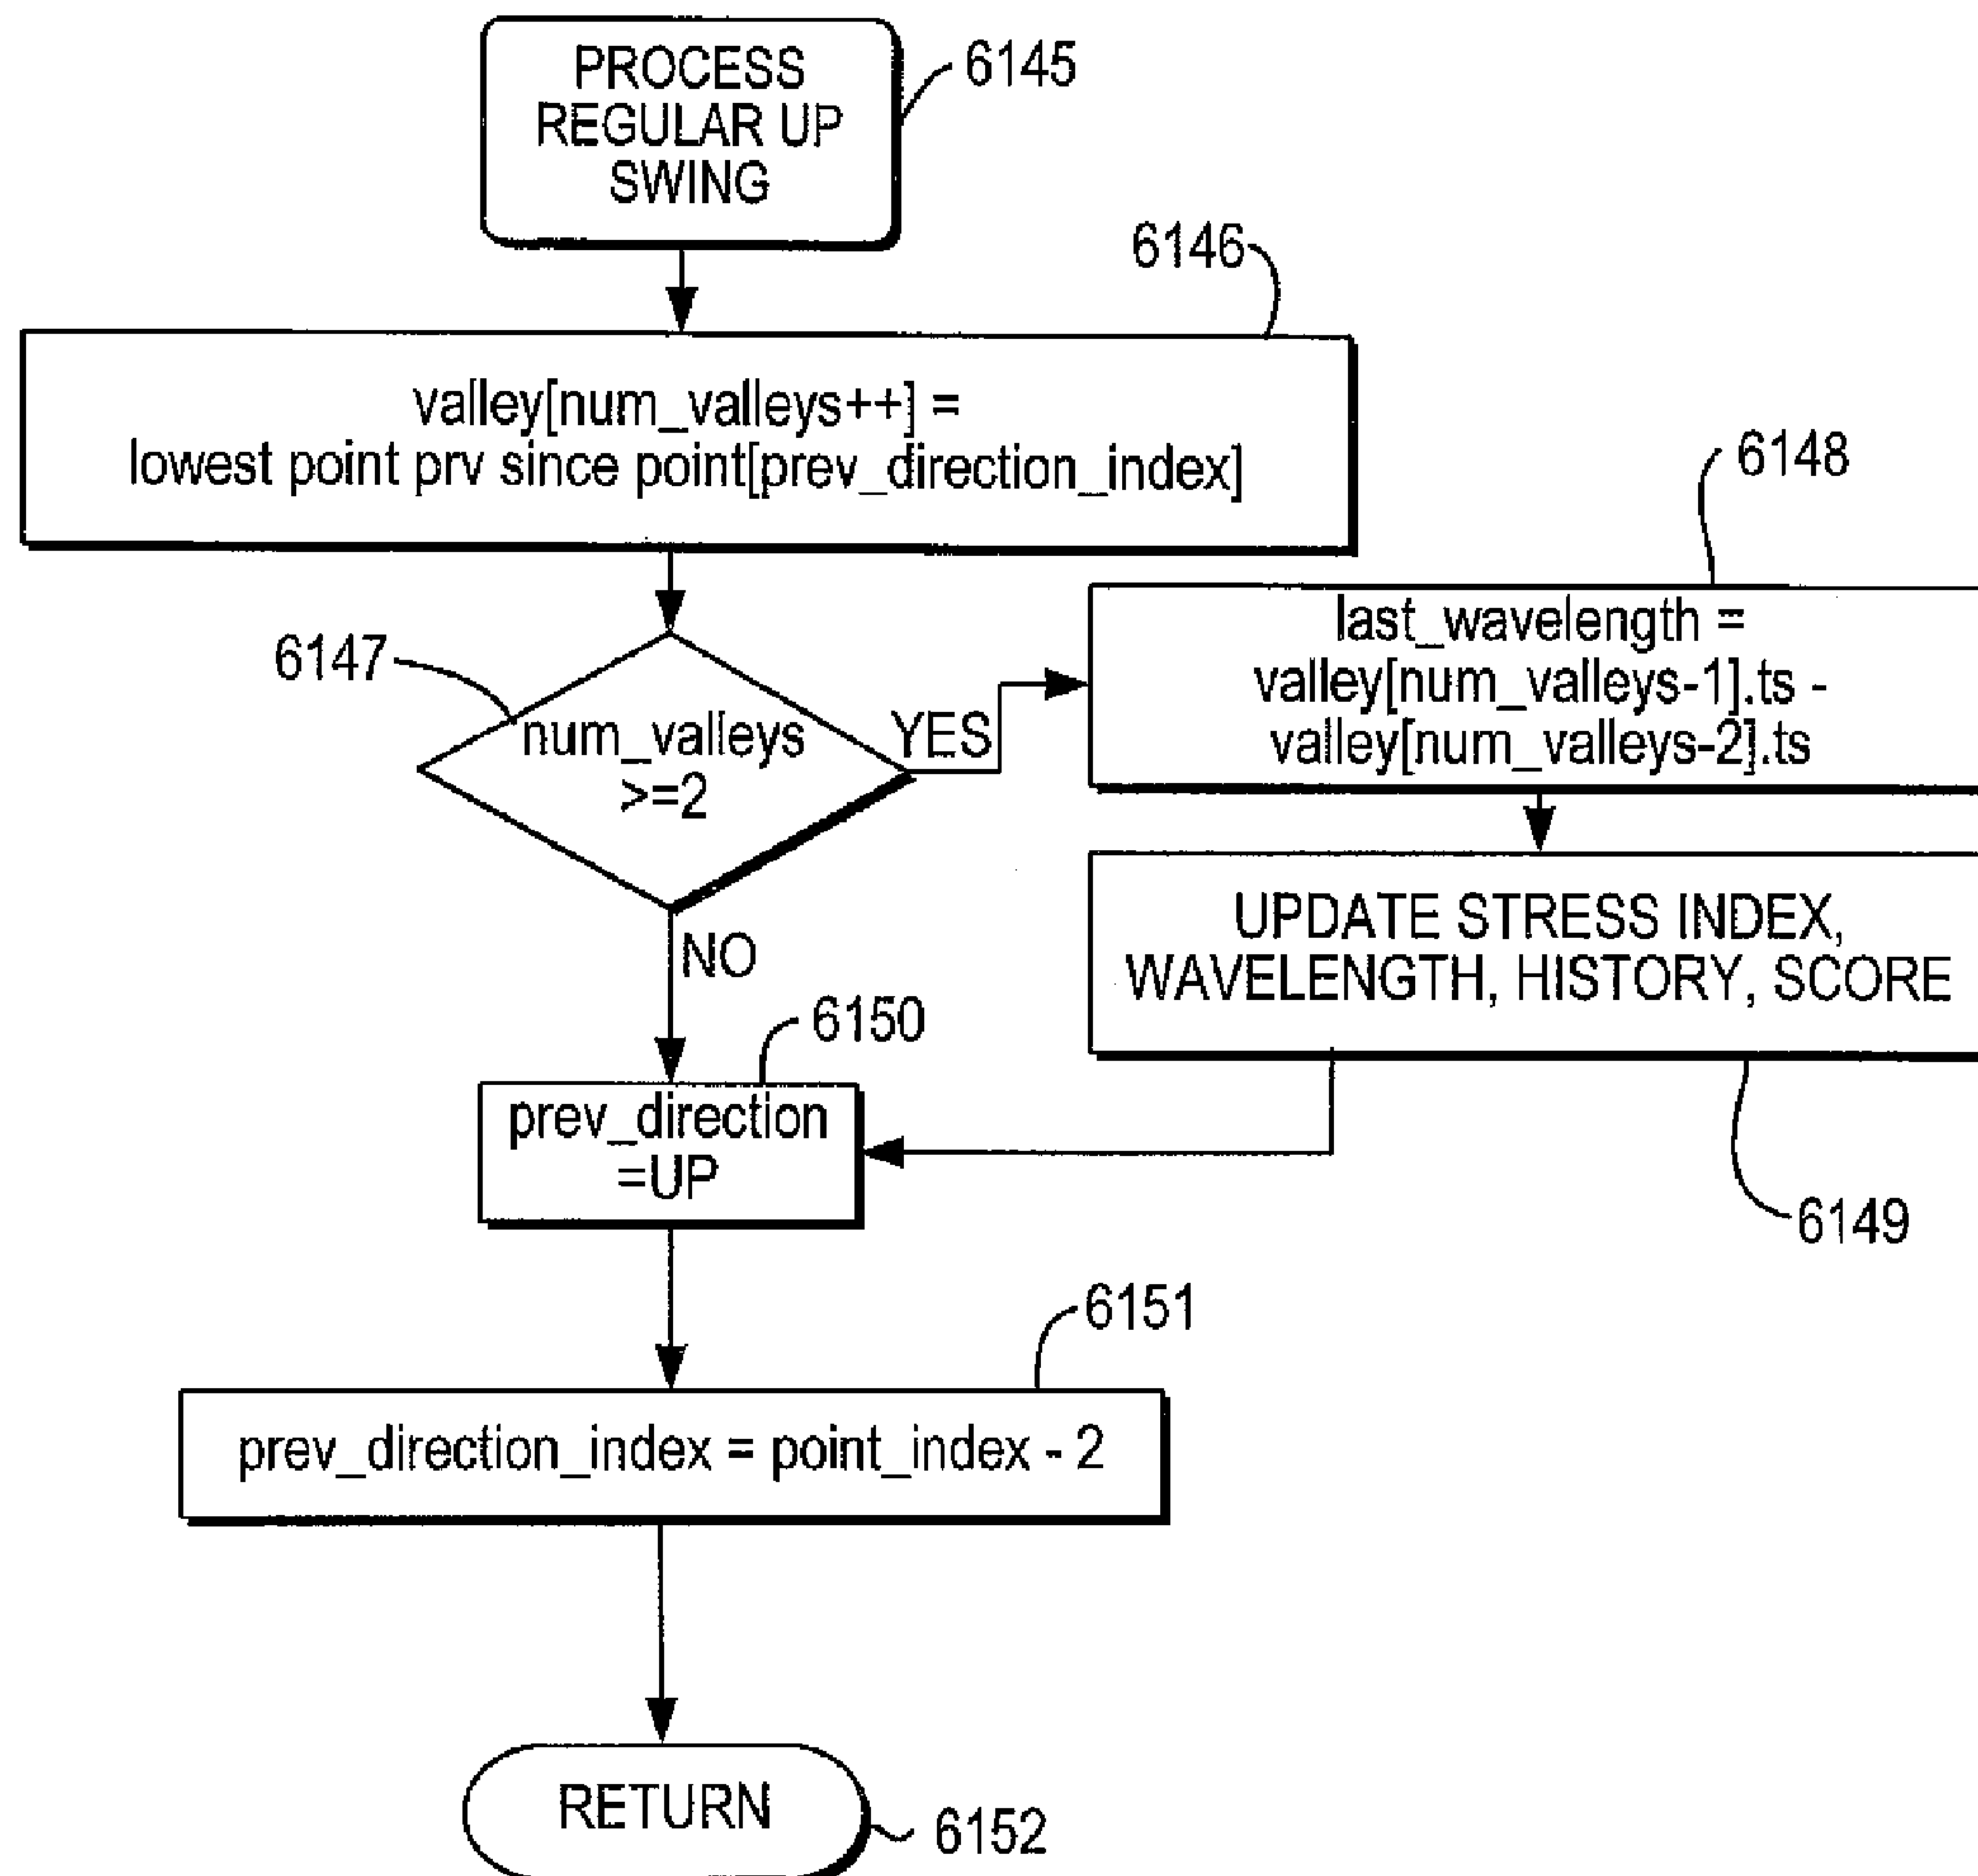 PROCESS
REGULAR UP
SWING
6145
6146
valley[num_valleys++] =
lowest point prv since point[prev_direction_index]
6147
num_valleys
>=2
YES
NO
6148
last_wavelength =
valley[num_valleys-1].ts -
valley[num_valleys-2].ts
UPDATE STRESS INDEX,
WAVELENGTH, HISTORY, SCORE
6149
6150
prev_direction
=UP
6151
prev_direction_index = point_index - 2
RETURN
6152